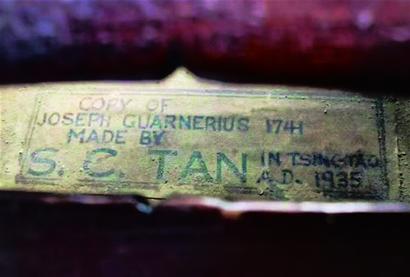 COPY OF
JOSEPH GUARNERIUS 1741
MADE BY
S. C. TAN IN TSINGTAO
A.D. 1935